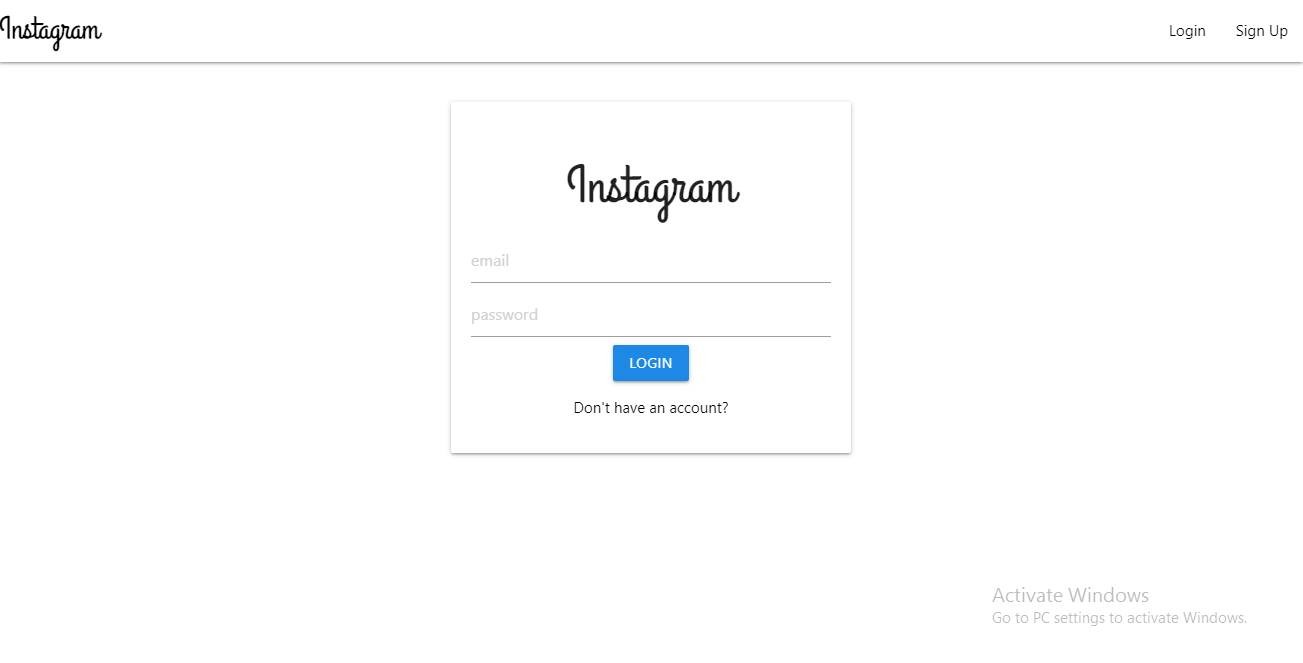 Instagram
Login
Sign Up
Instagram
email
password
LOGIN
Don't have an account?
Activate Windows
Go to PC settings to activate Windows.